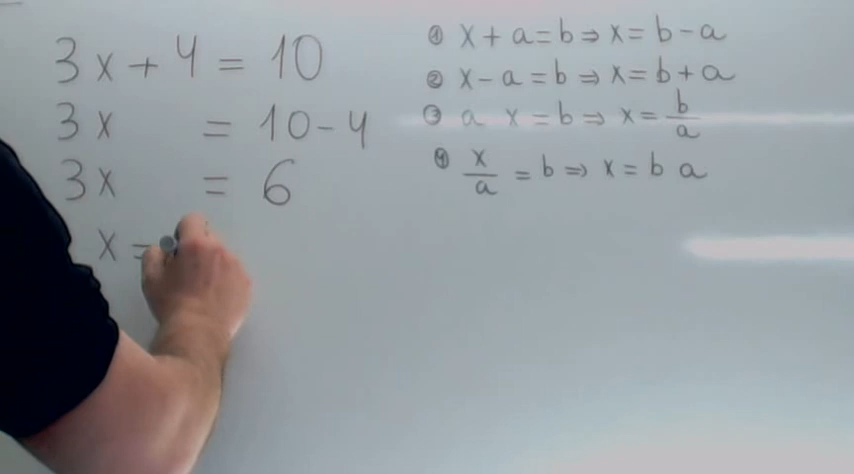 3x + 4 = 10
3x = 10 - 4
3x = 6
x =
① x + a = b ⇒ x = b - a
② x - a = b ⇒ x = b + a
③ a x = b ⇒ x = b/a
④ x/a = b ⇒ x = b a